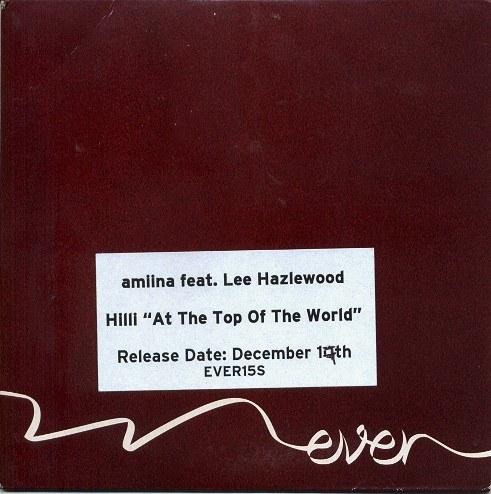 amiina feat. Lee Hazlewood
Hilli “At The Top Of The World”
Release Date: December
EVER15S
ever